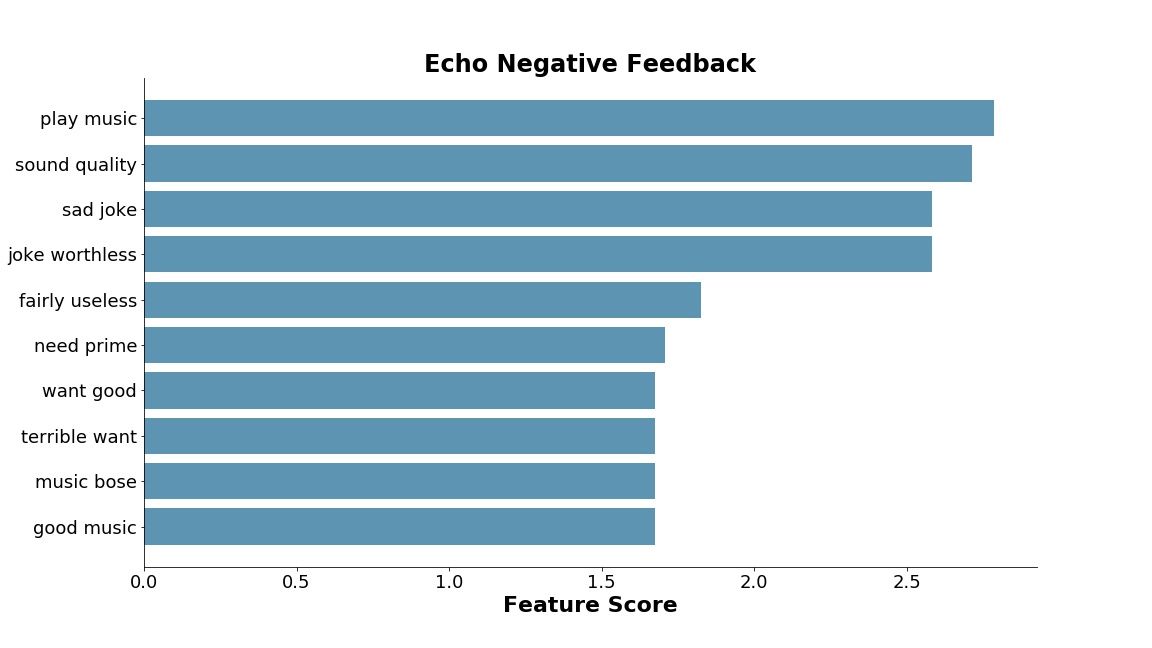 Echo Negative Feedback
play music
sound quality
sad joke
joke worthless
fairly useless
need prime
want good
terrible want
music bose
good music
0.0 0.5 1.0 1.5 2.0 2.5
Feature Score